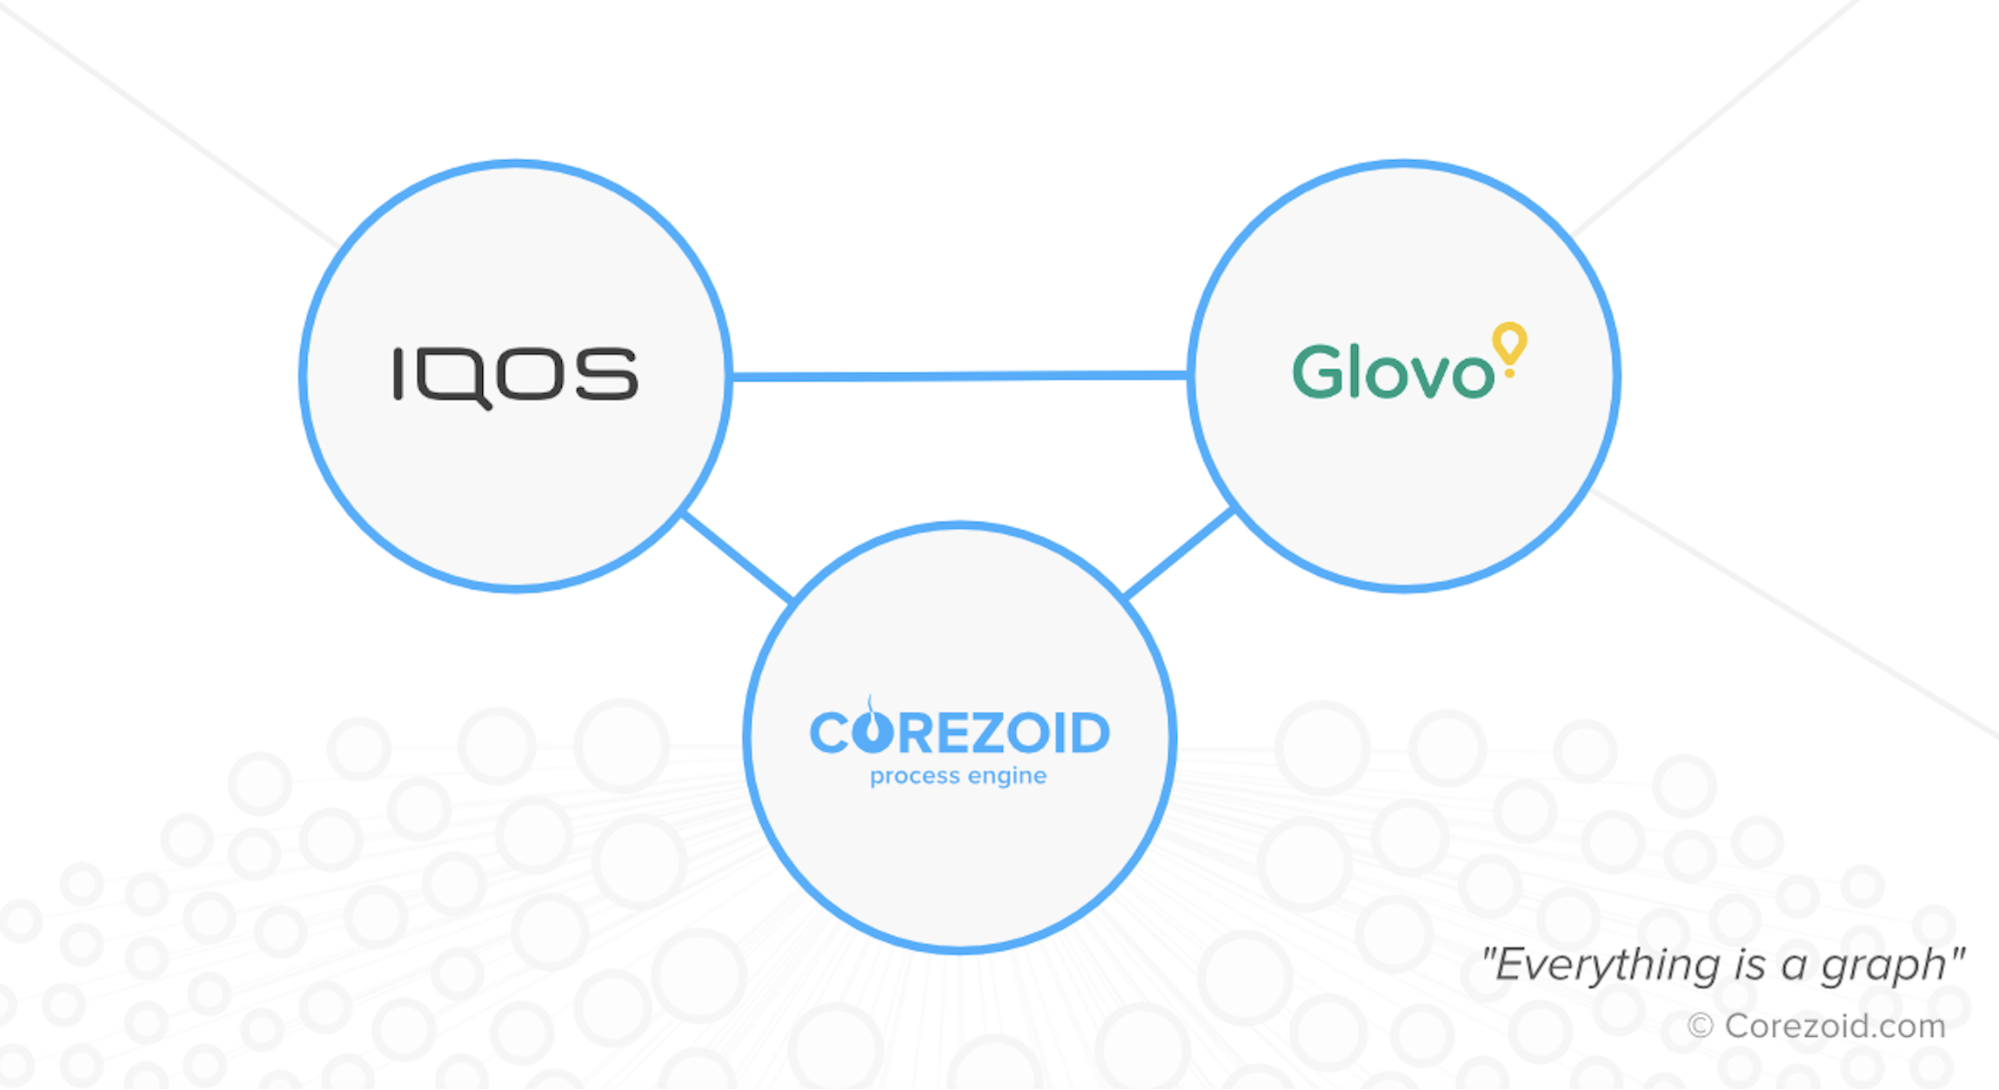 IQOS
Glovo
COREZOID
process engine
"Everything is a graph"
© Corezoid.com